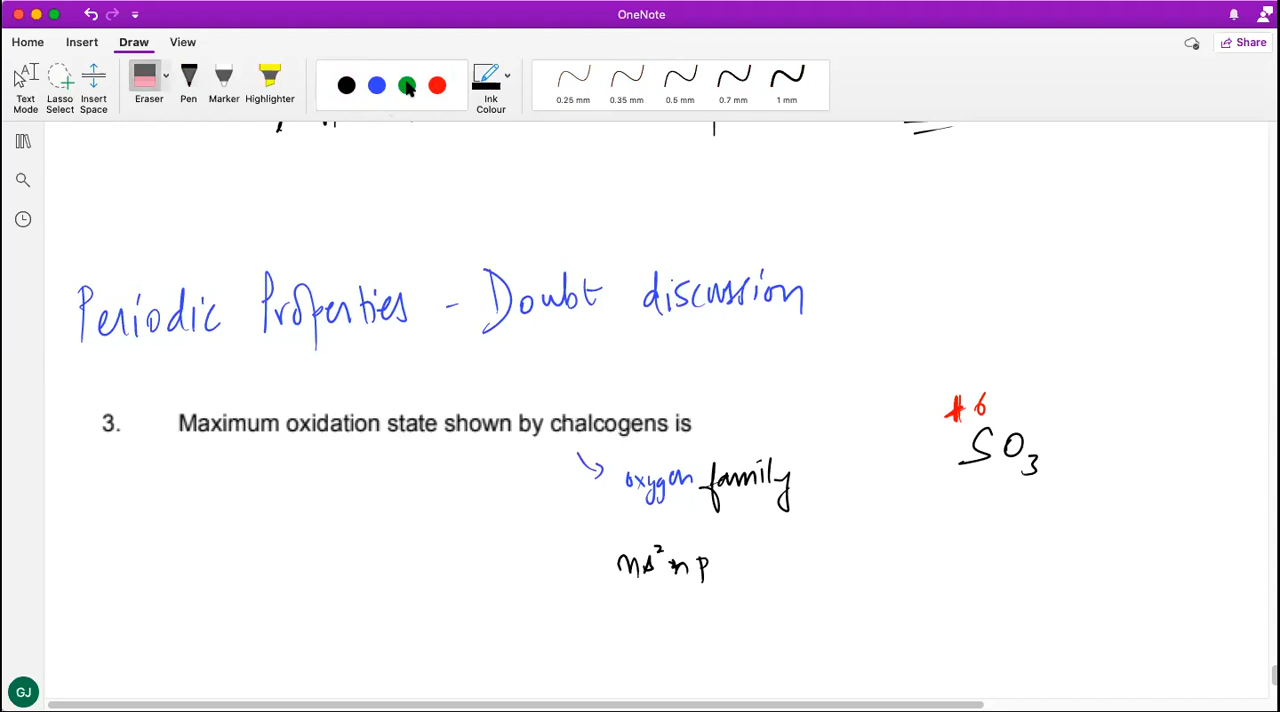 OneNote
Home Insert Draw View
Share
Text Mode
Lasso Select
Insert Space
Eraser
Pen
Marker
Highlighter
Ink Colour
0.25 mm 0.35 mm 0.5 mm 0.7 mm 1 mm
Periodic Properties - Doubt discussion
3. Maximum oxidation state shown by chalcogens is
+6
SO3
oxygen family
ns² np
GJ